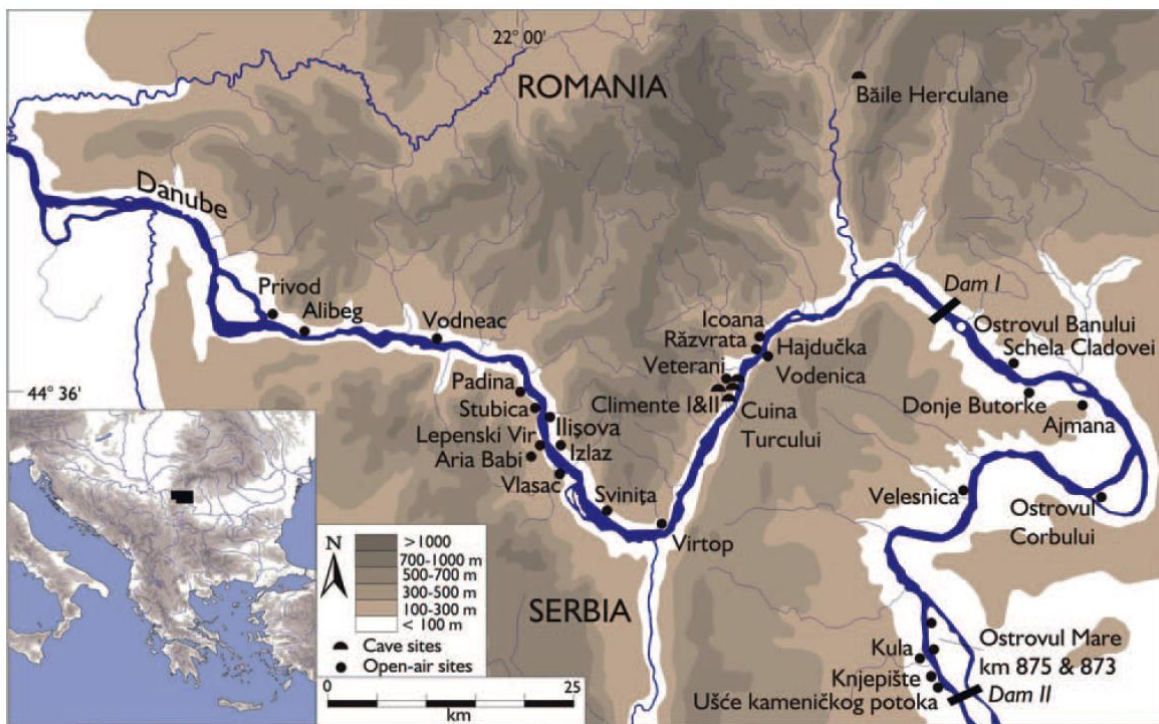 22° 00'
ROMANIA
Băile Herculane
Danube
Privod
Alibeg
Vodneac
Icoana
Răzvrata
Hajdučka
Vodenica
Veterani
Climente I&II
Cuina
Turcului
Dam I
Ostrovul Banului
Schela Cladovei
44° 36'
Padina
Stubica
Ilişova
Lepenski Vir
Izlaz
Aria Babi
Vlasac
Sviniţa
Virtop
Donje Butorke
Ajmana
Velesnica
Ostrovul
Corbului
SERBIA
N
>1000
700-1000 m
500-700 m
300-500 m
100-300 m
< 100 m
Cave sites
Open-air sites
0
25
km
Kula
Ostrovul Mare
km 875 & 873
Knjepište
Ušće kameničkog potoka
Dam II